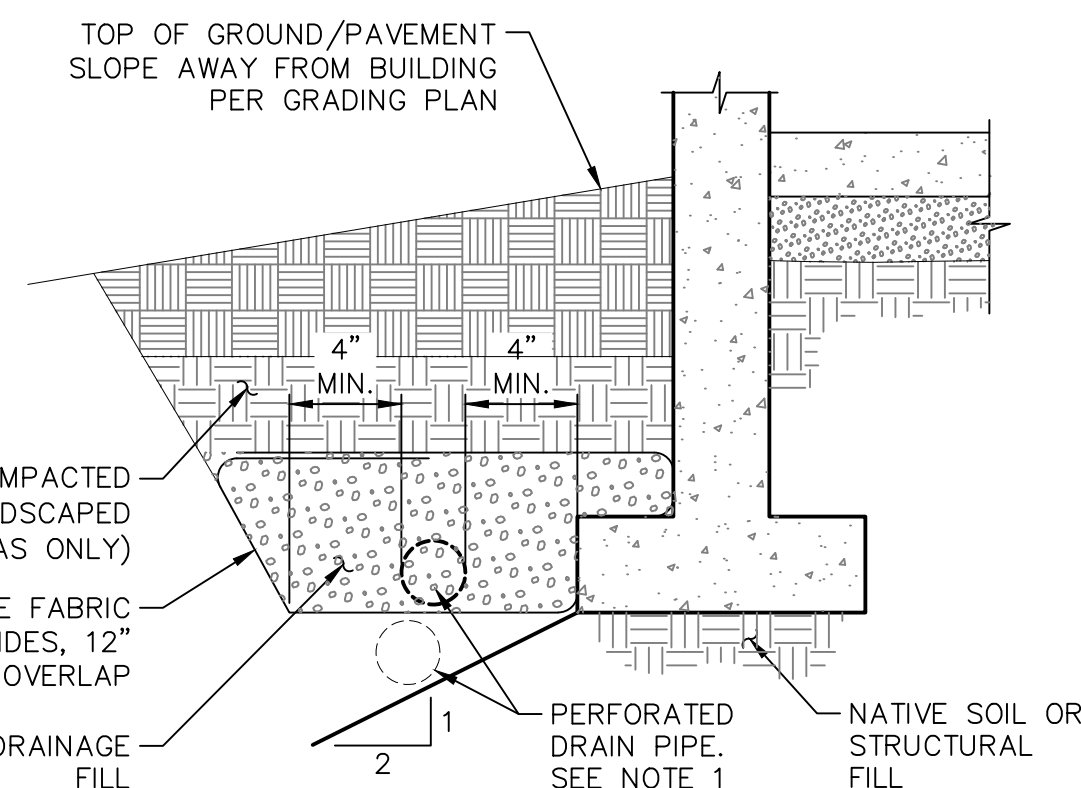 TOP OF GROUND/PAVEMENT
SLOPE AWAY FROM BUILDING
PER GRADING PLAN
4"
MIN.
4"
MIN.
MPACTED
DSCAPED
AS ONLY)
E FABRIC
IDES, 12"
OVERLAP
DRAINAGE
FILL
1
2
PERFORATED
DRAIN PIPE.
SEE NOTE 1
NATIVE SOIL OR
STRUCTURAL
FILL